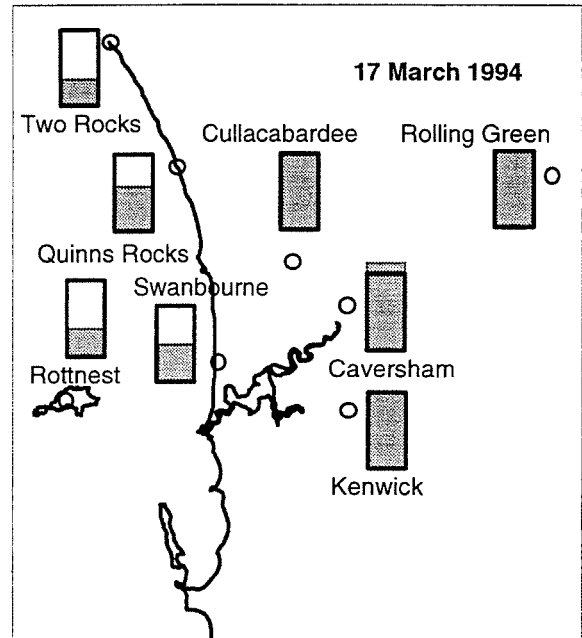 17 March 1994
Two Rocks
Cullacabardee
Rolling Green
Quinns Rocks
Swanbourne
Rottnest
Caversham
Kenwick